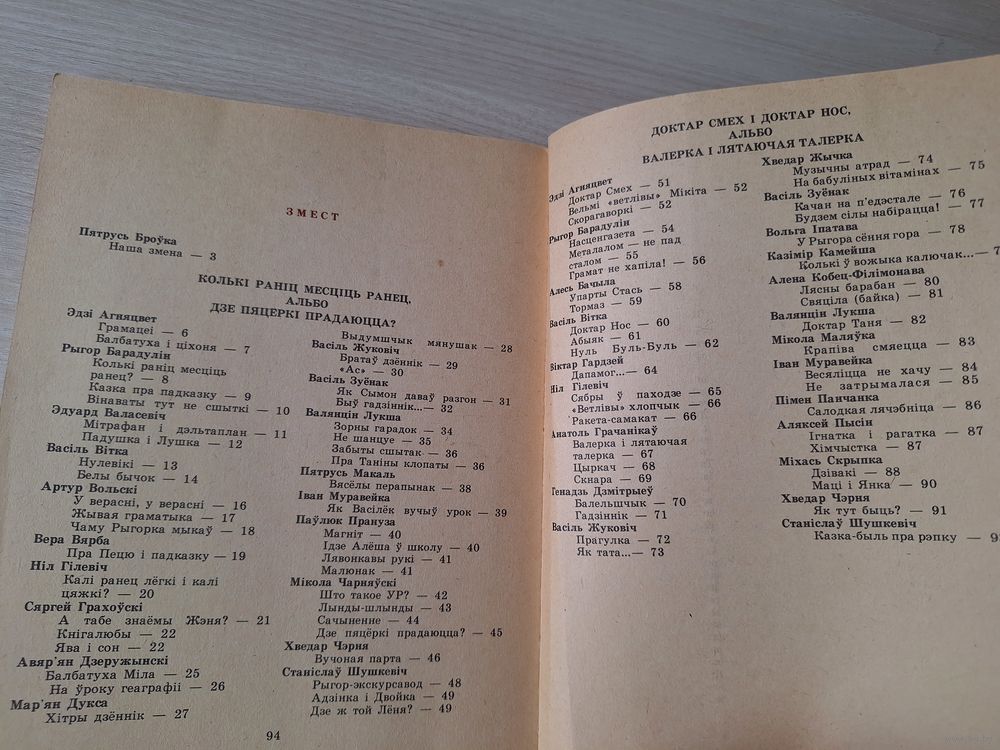 ЗМЕСТ
Пятрусь Броўка
Наша змена — 3
КОЛЬКІ РАНІЦ МЕСЦІЦЬ РАНЕЦ,
АЛЬБО
ДЗЕ ПЯЦЕРКІ ПРАДАЮЦЦА?
Эдзі Агняцвет
Грамацеі — 6
Балбатуха і ціхоня — 7
Рыгор Барадулін
Колькі раніц месціць
ранец? — 8
Казка пра падказку — 9
Вінаваты тут не сшыткі — 10
Эдуард Валасевіч
Мітрафан і дэльтаплан — 11
Падушка і Лушка — 12
Васіль Вітка
Нулевікі — 13
Белы бычок — 14
Артур Вольскі
У верасні, у верасні — 16
Жывая граматыка — 17
Чаму Рыгорка мыкаў — 18
Вера Вярба
Пра Пецю і падказку — 19
Ніл Гілевіч
Калі ранец лёгкі і калі
цяжкі? — 20
Сяргей Грахоўскі
А табе знаёмы Жэня? — 21
Кнігалюбы — 22
Ява і сон — 22
Авяр'ян Дзеружынскі
Балбатуха Міла — 25
На ўроку геаграфіі — 26
Мар'ян Дукса
Хітры дзённік — 27
Выдумшчык мянушак — 28
Васіль Жуковіч
Братаў дзённік — 29
«Ас» — 30
Васіль Зуёнак
Як Сымон даваў разгон — 31
Выў гадзіннік...— 32
Валянцін Лукша
Зорны гарадок — 34
Не шанцуе — 35
Забыты сшытак — 36
Пра Таніны клопаты — 36
Пятрусь Макаль
Вясёлы перапынак — 38
Іван Муравейка
Як Васілёк вучыў урок — 39
Паўлюк Прануза
Магніт — 40
Ідзе Алёша ў школу — 40
Лявонкавы рукі — 41
Малюнак — 41
Мікола Чарняўскі
Што такое УР? — 42
Лынды-шлынды — 43
Сачыненне — 44
Дзе пяцёркі прадаюцца? — 45
Хведар Чэрня
Вучоная парта — 46
Станіслаў Шушкевіч
Рыгор-экскурсавод — 48
Адзінка і Двойка — 49
Дзе ж той Лёня? — 49
94
ДОКТАР СМЕХ І ДОКТАР НОС,
АЛЬБО
ВАЛЕРКА І ЛЯТАЮЧАЯ ТАЛЕРКА
Эдзі Агняцвет
Доктар Смех — 51
Вельмі «ветлівы» Мікіта — 52
Скорагаворкі — 52
Рыгор Барадулін
Насценгазета — 54
Металалом — не пад
сталом — 55
Грамат не хапіла! — 56
Алесь Бачыла
Упарты Стась — 58
Тормаз — 59
Васіль Вітка
Доктар Нос — 60
Абыяк — 61
Нуль Буль-Буль — 62
Віктар Гардзей
Дапамог...— 64
Ніл Гілевіч
Сябры ў паходзе — 65
«Ветлівы» хлопчык — 66
Ракета-самакат — 66
Анатоль Грачанікаў
Валерка і лятаючая
талерка — 67
Цыркач — 68
Скнара — 69
Генадзь Дзмітрыеў
Балельшчык — 70
Гадзіннік — 71
Васіль Жуковіч
Прагулка — 72
Як тата...— 73
Хведар Жычка
Музычны атрад — 74
На бабуліных вітамінах — 75
Васіль Зуёнак
Качан на п'едэстале — 76
Будзем сілы набірацца! — 77
Вольга Іпатава
У Рыгора сёння гора — 78
Казімір Камейша
Колькі ў вожыка калючак...—
Алена Кобец-Філімонава
Лясны барабан — 80
Свяціла (байка) — 81
Валянцін Лукша
Доктар Таня — 82
Мікола Маляўка
Крапіва смяецца — 83
Іван Муравейка
Весяліцца не хачу — 84
Не затрымалася — 85
Пімен Панчанка
Салодкая лячэбніца — 86
Аляксей Пысін
Ігнатка і рагатка — 87
Хімчыстка — 87
Міхась Скрыпка
Дзівакі — 88
Маці і Янка — 90
Хведар Чэрня
Як тут быць? — 91
Станіслаў Шушкевіч
Казка-быль пра рэпку —